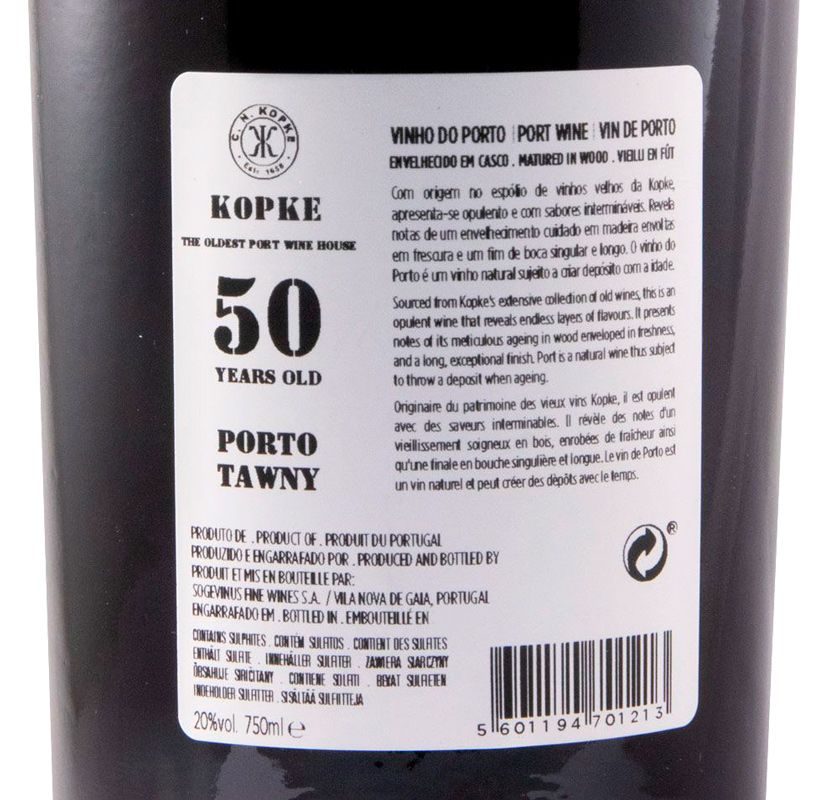 C. N. KOPKE
Estd 1638
KOPKE
THE OLDEST PORT WINE HOUSE
50
YEARS OLD
PORTO
TAWNY
VINHO DO PORTO | PORT WINE | VIN DE PORTO
ENVELHECIDO EM CASCO . MATURED IN WOOD . VIEILLI EN FÛT
Com origem no espólio de vinhos velhos da Kopke,
apresenta-se opulento e com sabores intermináveis. Revela
notas de um envelhecimento cuidado em madeira envoltas
em frescura e um fim de boca singular e longo. O vinho do
Porto é um vinho natural sujeito a criar depósito com a idade.
Sourced from Kopke's extensive collection of old wines, this is an
opulent wine that reveals endless layers of flavours. It presents
notes of its meticulous ageing in wood enveloped in freshness,
and a long, exceptional finish. Port is a natural wine thus subject
to throw a deposit when ageing.
Originaire du patrimoine des vieux vins Kopke, il est opulent
avec des saveurs interminables. Il révèle des notes d'un
vieillissement soigneux en bois, enrobées de fraîcheur ainsi
qu'une finale en bouche singulière et longue. Le vin de Porto est
un vin naturel et peut créer des dépôts avec le temps.
PRODUTO DE . PRODUCT OF . PRODUIT DU PORTUGAL
PRODUZIDO E ENGARRAFADO POR . PRODUCED AND BOTTLED BY
PRODUIT ET MIS EN BOUTEILLE PAR:
SOGEVINUS FINE WINES S.A. / VILA NOVA DE GAIA, PORTUGAL
ENGARRAFADO EM . BOTTLED IN . EMBOUTEILLÉ EN
CONTAINS SULPHITES . CONTÉM SULFITOS . CONTIENT DES SULFITES
ENTHÄLT SULFITE . INNEHÅLLER SULFITER . ZAWIERA SIARCZYNY
OBSAHUJE SIŘIČITANY . CONTIENE SOLFITI . BEVAT SULFIETEN
INDEHOLDER SULFITTER . SISÄLTÄÄ SULFIITTEJA
20%vol. 750ml ℮
®
5 601194 701213